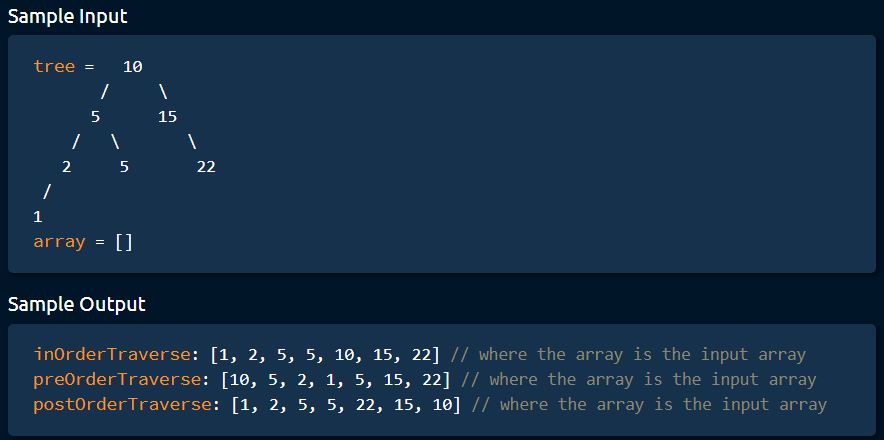 Sample Input
tree =   10
       /     \
      5      15
    /   \       \
   2     5       22
 /
1
array = []
Sample Output
inOrderTraverse: [1, 2, 5, 5, 10, 15, 22] // where the array is the input array
preOrderTraverse: [10, 5, 2, 1, 5, 15, 22] // where the array is the input array
postOrderTraverse: [1, 2, 5, 5, 22, 15, 10] // where the array is the input array